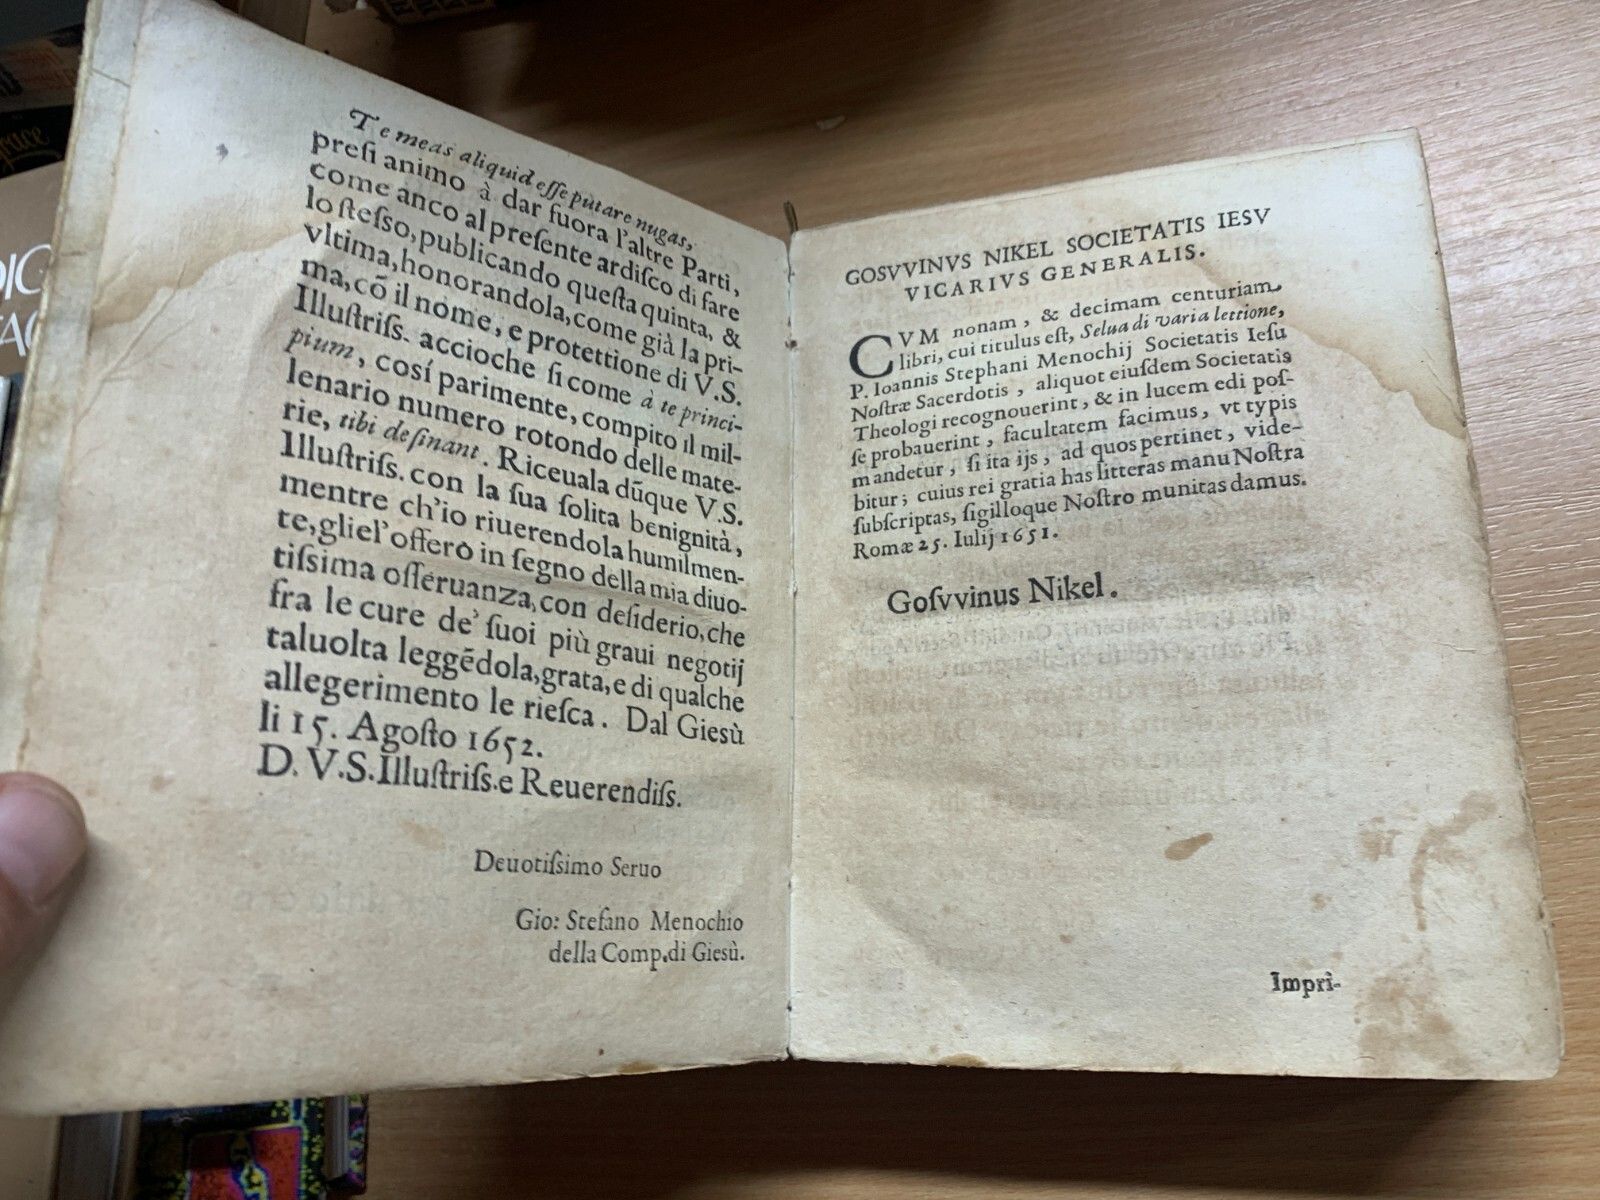 Te meas aliquid eſſe putare nugas,
preſi animo à dar fuora l'altre Parti,
come anco al preſente ardiſco di fare
lo ſteſso, publicando queſta quinta, &
vltima, honorandola, come già la pri-
ma, cõ il nome, e protettione di V.S.
Illuſtriſs. accioche ſi come à te princi-
pium, cosí parimente, compito il mil-
lenario numero rotondo delle mate-
rie, tibi deſinant. Riceuala dũque V.S.
Illuſtriſs. con la ſua ſolita benignità,
mentre ch'io riuerendola humilmen-
te, gliel'offero in ſegno della mia diuo-
tiſsima oſſeruanza, con deſiderio, che
fra le cure de' ſuoi più graui negotij
taluolta leggẽdola, grata, e di qualche
allegerimento le rieſca. Dal Giesù
li 15. Agoſto 1652.
D. V.S. Illuſtriſs. e Reuerendiſs.
Deuotiſsimo Seruo
Gio: Stefano Menochio
della Comp. di Giesù.
GOSVVINVS NIKEL SOCIETATIS IESV
VICARIVS GENERALIS.
CVM nonam, & decimam centuriam
libri, cui titulus eſt, Selua di varia lettione,
P. Ioannis Stephani Menochij Societatis Ieſu
Noſtræ Sacerdotis, aliquot eiuſdem Societatis
Theologi recognouerint, & in lucem edi poſ-
ſe probauerint, facultatem facimus, vt typis
mandetur, ſi ita ijs, ad quos pertinet, vide-
bitur; cuius rei gratia has litteras manu Noſtra
ſubſcriptas, ſigilloque Noſtro munitas damus.
Romæ 25. Iulij 1651.
Goſvvinus Nikel.
Impri-